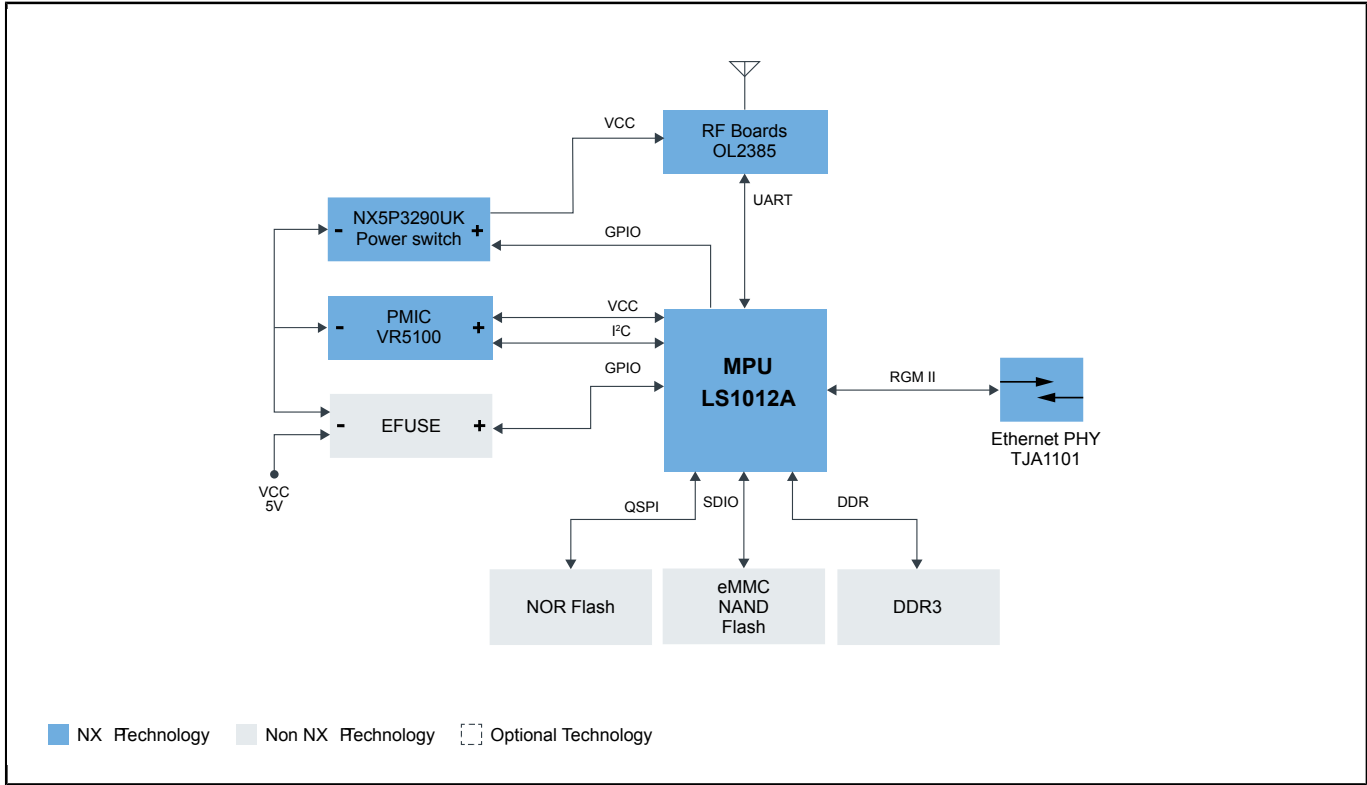 VCC
RF Boards
OL2385
UART
NX5P3290UK
- Power switch +
GPIO
PMIC
- VR5100 +
VCC
I²C
GPIO
- EFUSE +
VCC
5V
MPU
LS1012A
RGM II
Ethernet PHY
TJA1101
QSPI
SDIO
DDR
NOR Flash
eMMC
NAND
Flash
DDR3
NX Technology
Non NX Technology
Optional Technology